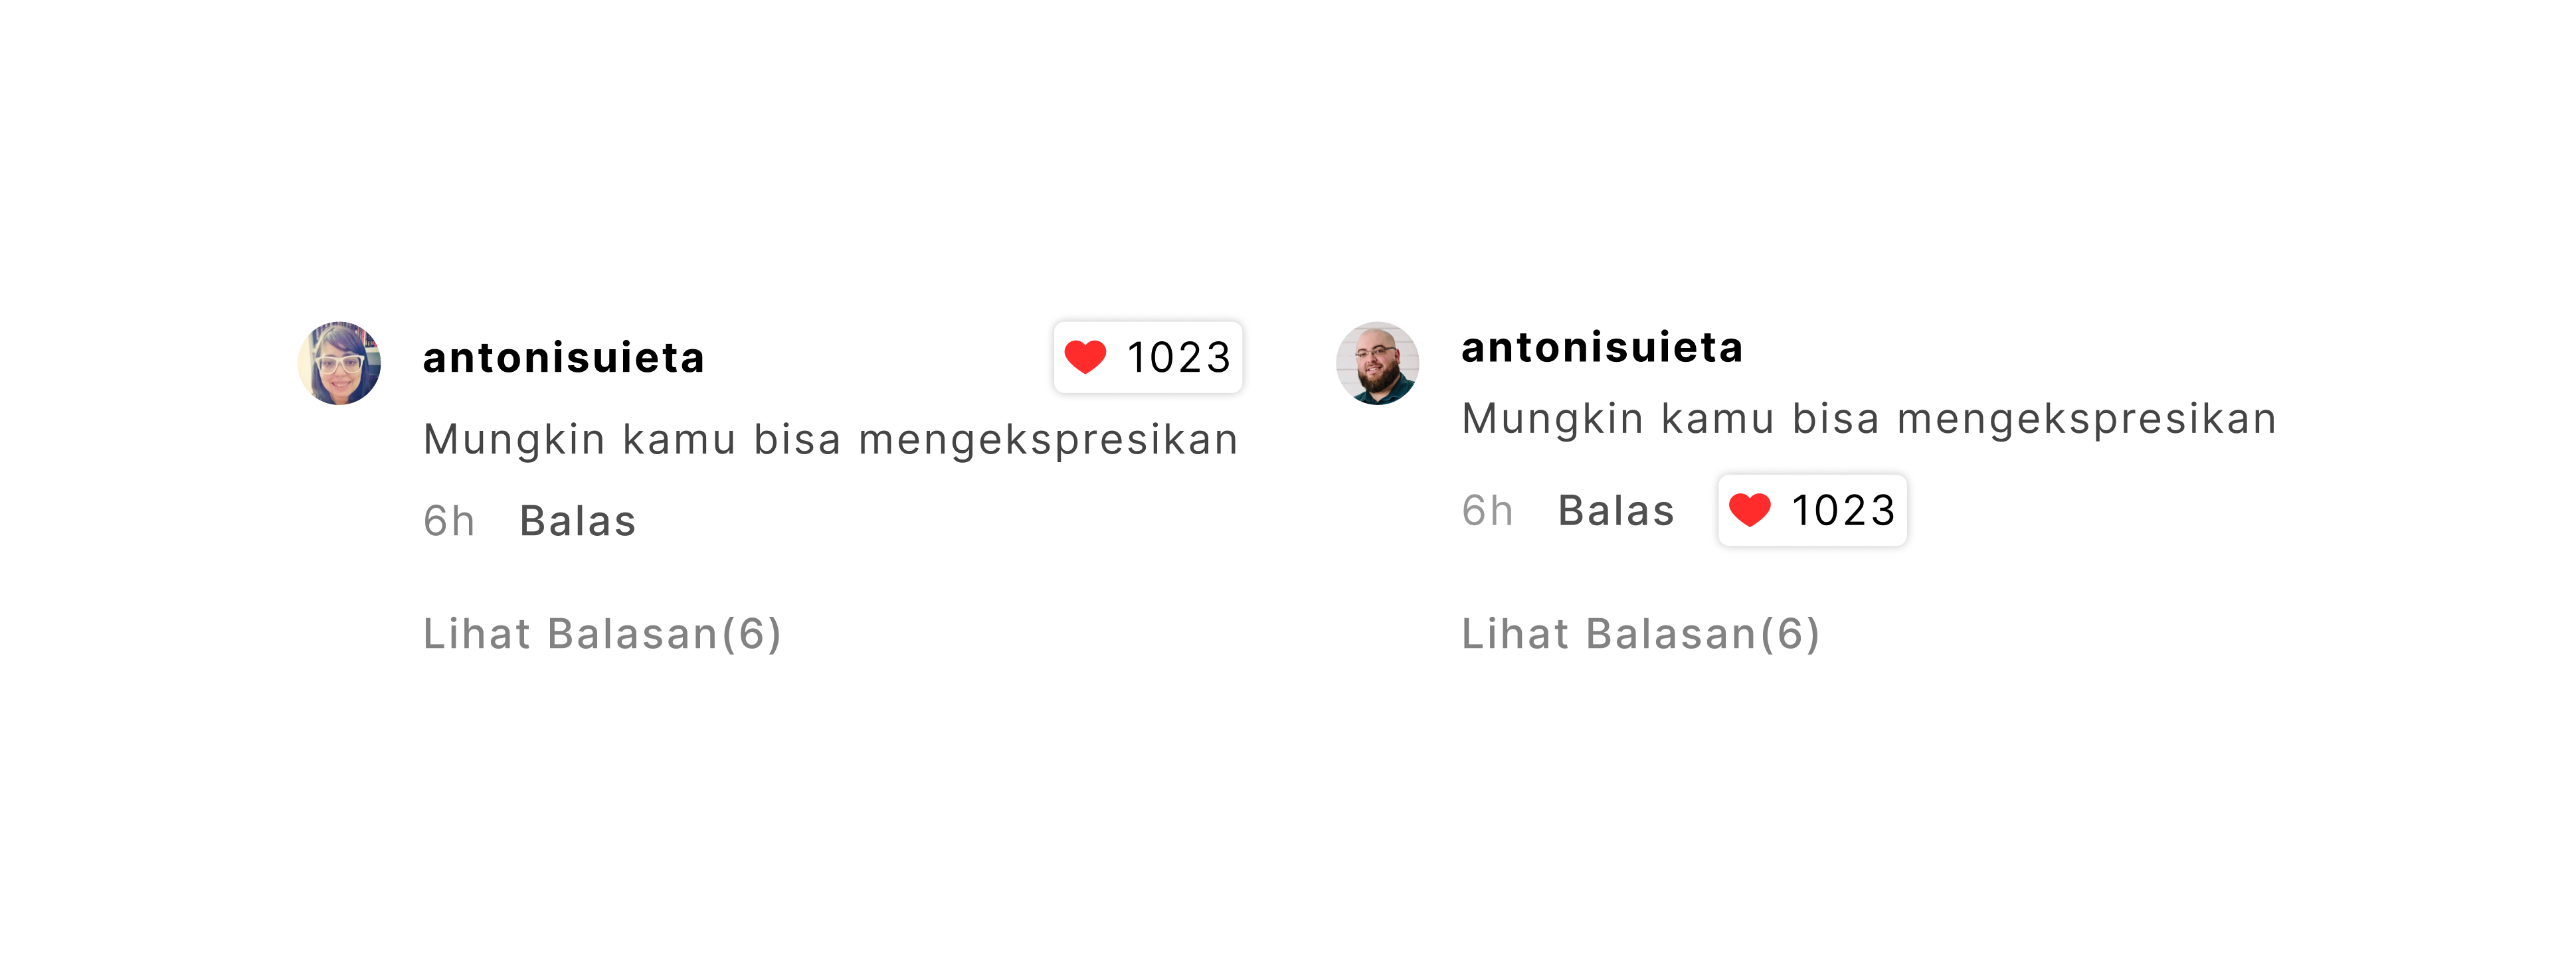 antonisuieta 1023
Mungkin kamu bisa mengekspresikan
6h Balas
Lihat Balasan(6)
antonisuieta
Mungkin kamu bisa mengekspresikan
6h Balas 1023
Lihat Balasan(6)